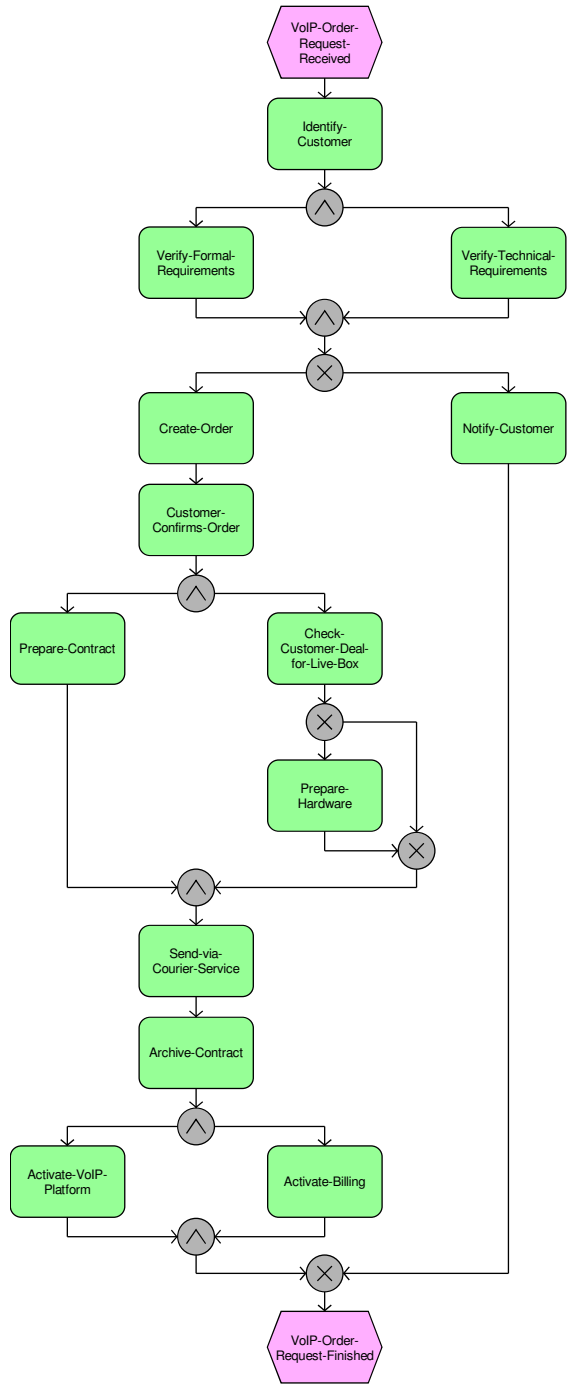 VoIP-Order-
Request-
Received
Identify-
Customer
Verify-Formal-
Requirements
Verify-Technical-
Requirements
Create-Order
Notify-Customer
Customer-
Confirms-Order
Prepare-Contract
Check-
Customer-Deal-
for-Live-Box
Prepare-
Hardware
Send-via-
Courier-Service
Archive-Contract
Activate-VoIP-
Platform
Activate-Billing
VoIP-Order-
Request-Finished